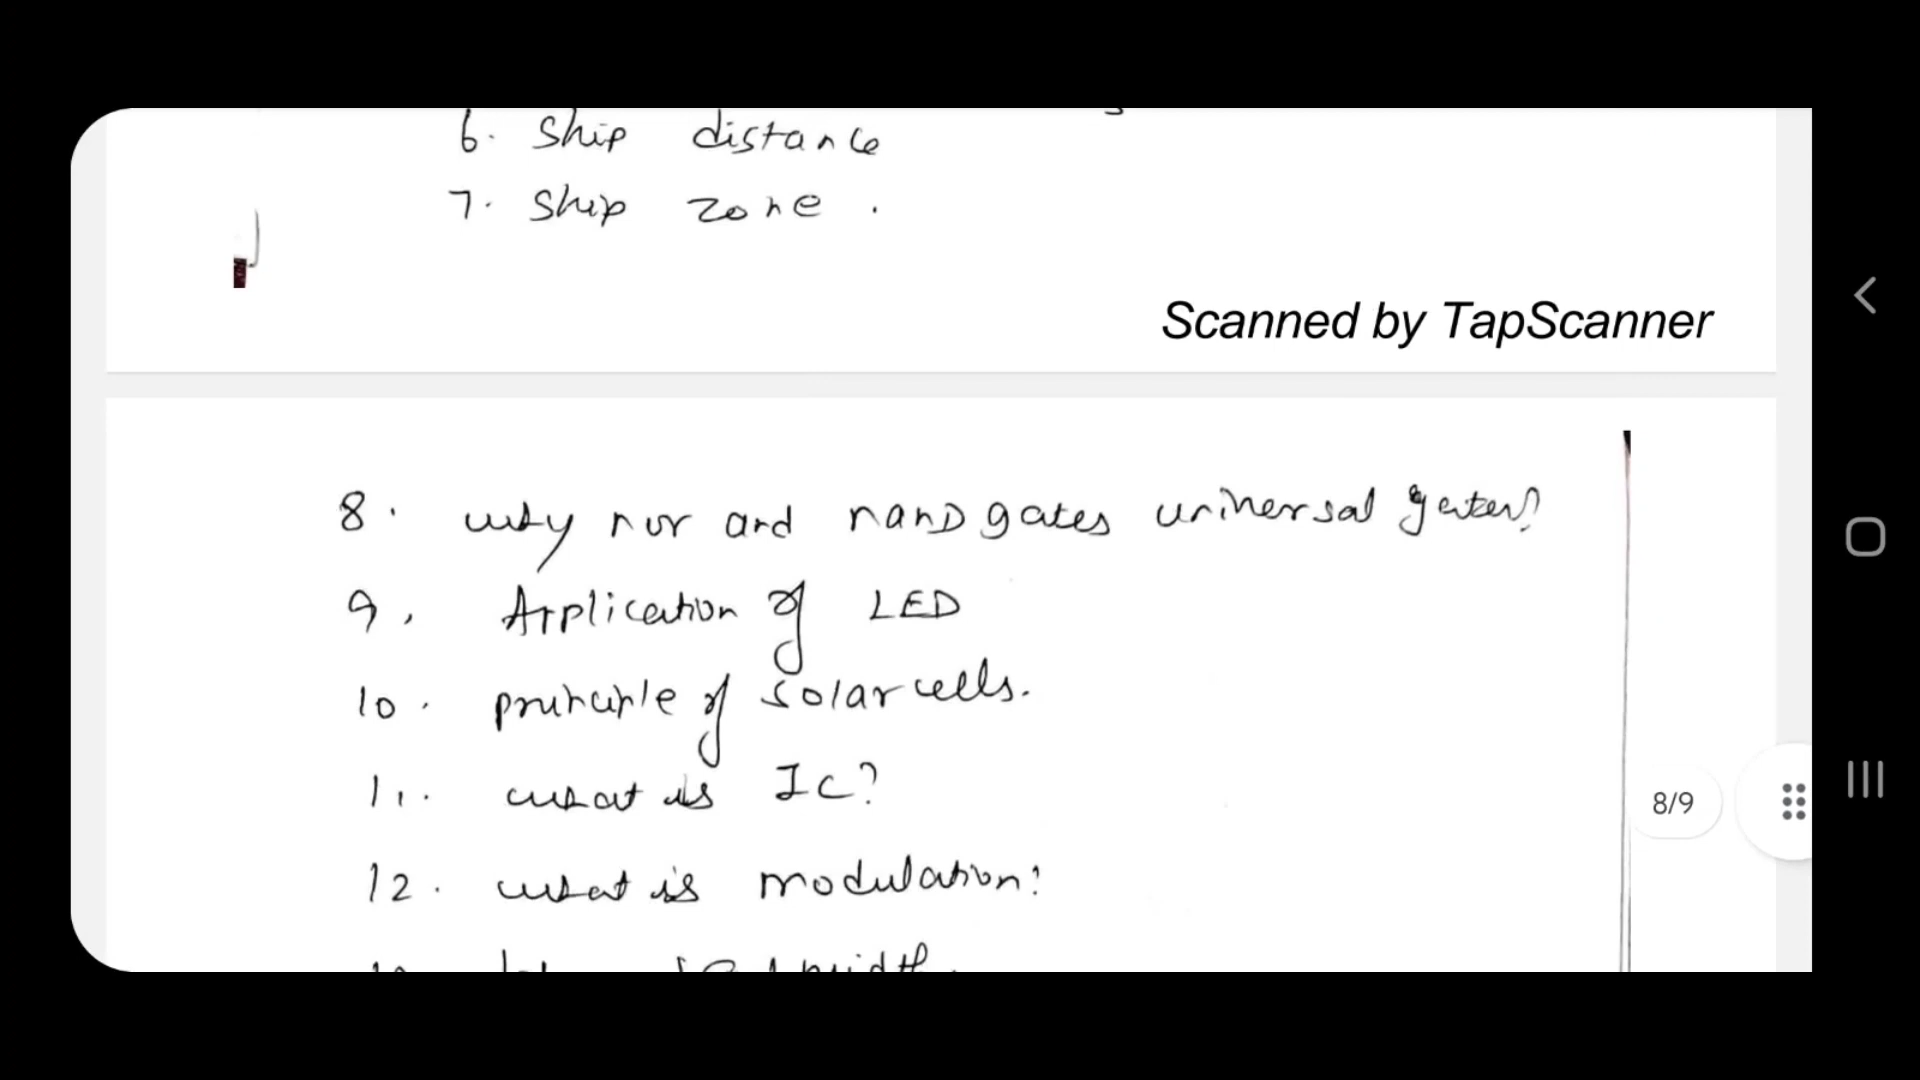 6. Ship distance
7. Ship zone.
Scanned by TapScanner
8. why nor and nanD gates universal gates?
9. Application of LED
10. principle of solar cells.
11. what is IC?
8/9
12. what is modulation?